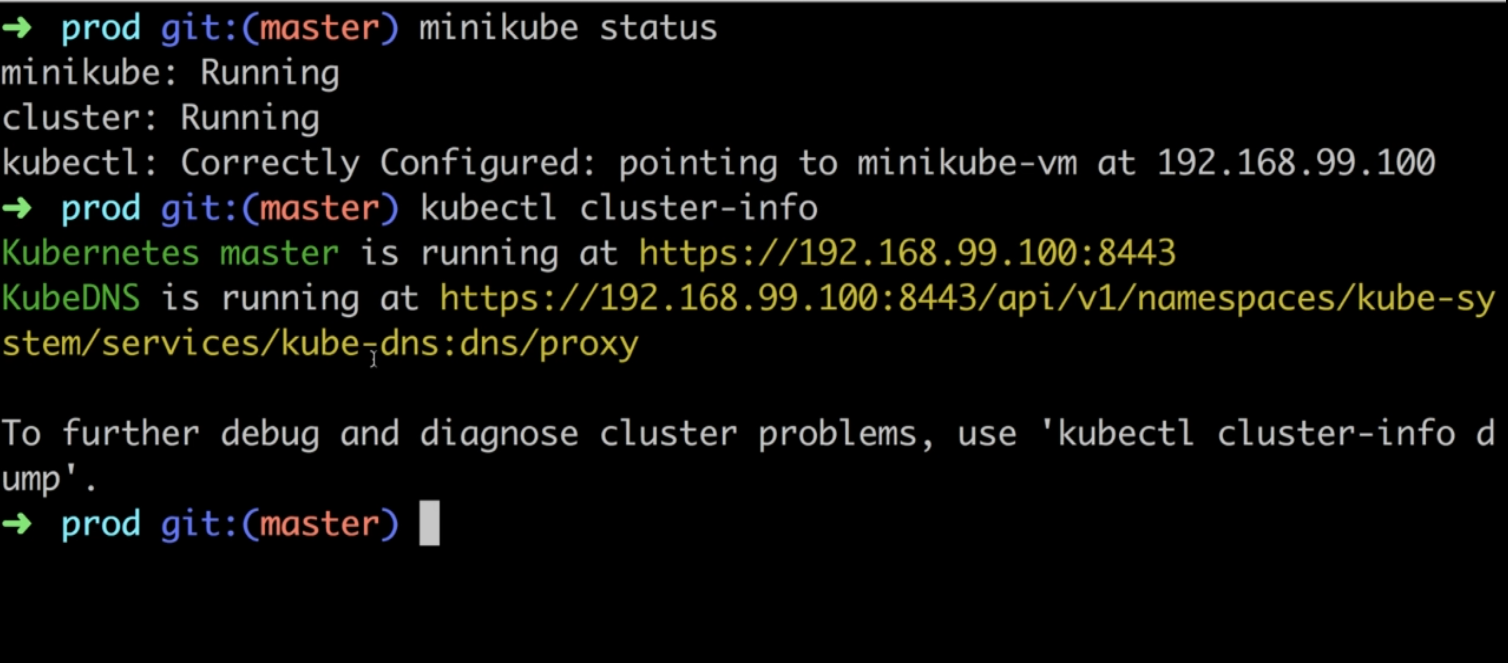 ➜  prod git:(master) minikube status
minikube: Running
cluster: Running
kubectl: Correctly Configured: pointing to minikube-vm at 192.168.99.100
➜  prod git:(master) kubectl cluster-info
Kubernetes master is running at https://192.168.99.100:8443
KubeDNS is running at https://192.168.99.100:8443/api/v1/namespaces/kube-sy
stem/services/kube-dns:dns/proxy
To further debug and diagnose cluster problems, use 'kubectl cluster-info d
ump'.
➜  prod git:(master)